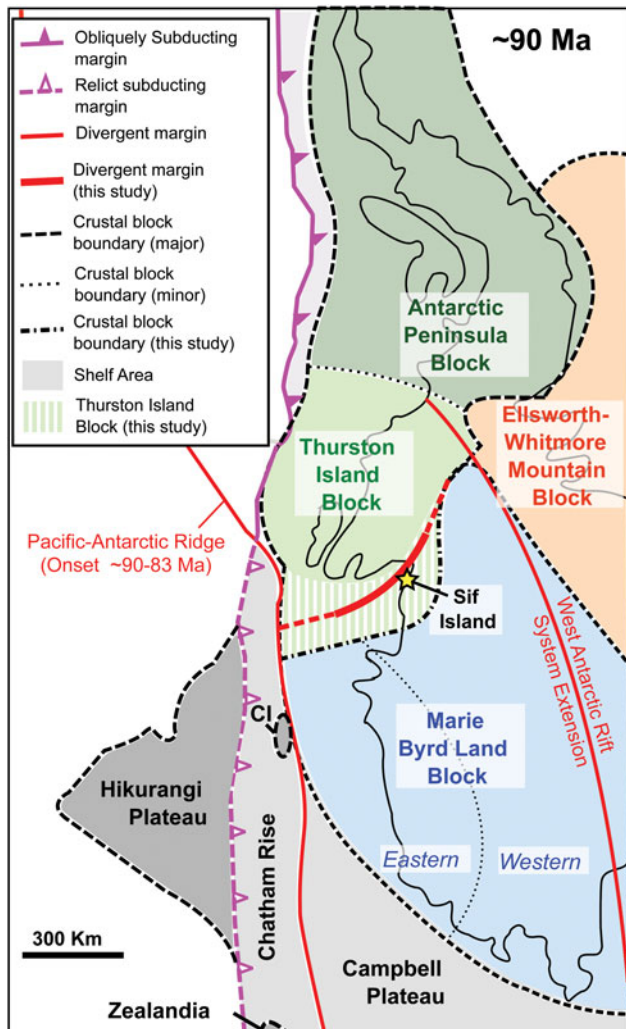 Obliquely Subducting
margin
Relict subducting
margin
Divergent margin
Divergent margin
(this study)
Crustal block
boundary (major)
Crustal block
boundary (minor)
Crustal block
boundary (this study)
Shelf Area
Thurston Island
Block (this study)
~90 Ma
Antarctic
Peninsula
Block
Ellsworth-
Whitmore
Mountain
Block
Thurston
Island
Block
Pacific-Antarctic Ridge
(Onset ~90-83 Ma)
Sif
Island
West Antarctic Rift
System Extension
CI
Marie
Byrd Land
Block
Hikurangi
Plateau
Chatham Rise
Eastern
Western
300 Km
Campbell
Plateau
Zealandia